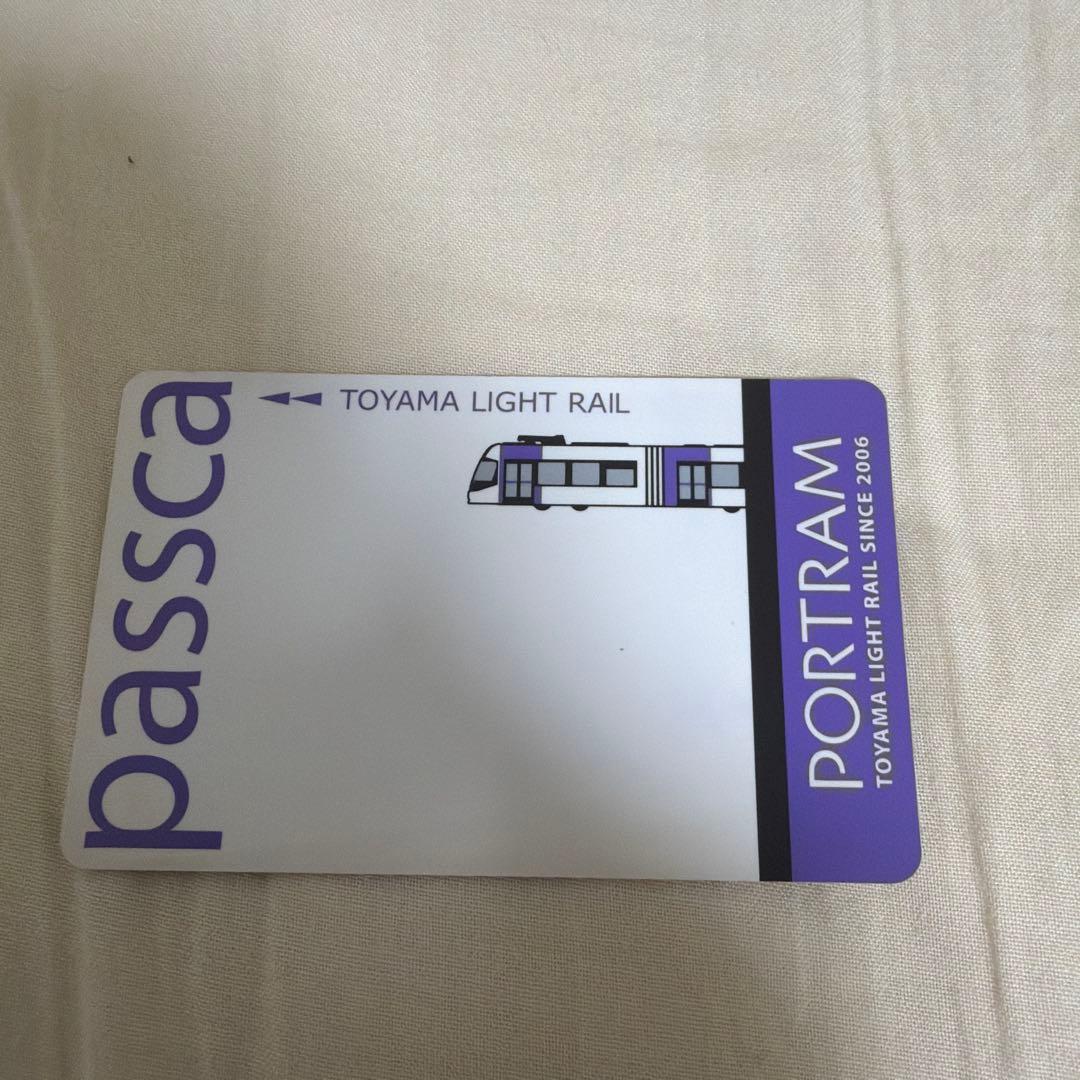 passca
TOYAMA LIGHT RAIL
PORTRAM
TOYAMA LIGHT RAIL SINCE 2006